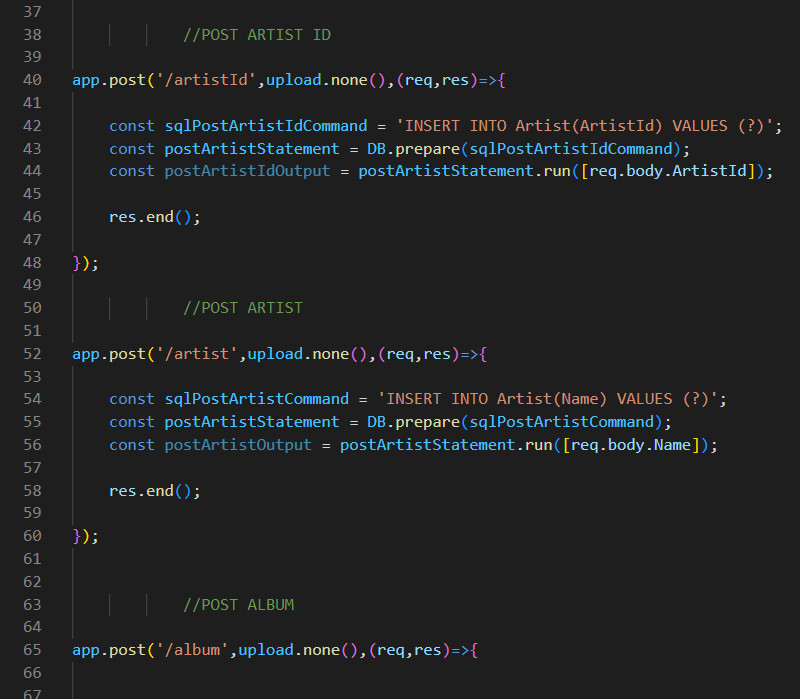 37
38 //POST ARTIST ID
39
40 app.post('/artistId',upload.none(),(req,res)=>{
41
42 const sqlPostArtistIdCommand = 'INSERT INTO Artist(ArtistId) VALUES (?)';
43 const postArtistStatement = DB.prepare(sqlPostArtistIdCommand);
44 const postArtistIdOutput = postArtistStatement.run([req.body.ArtistId]);
45
46 res.end();
47
48 });
49
50 //POST ARTIST
51
52 app.post('/artist',upload.none(),(req,res)=>{
53
54 const sqlPostArtistCommand = 'INSERT INTO Artist(Name) VALUES (?)';
55 const postArtistStatement = DB.prepare(sqlPostArtistCommand);
56 const postArtistOutput = postArtistStatement.run([req.body.Name]);
57
58 res.end();
59
60 });
61
62
63 //POST ALBUM
64
65 app.post('/album',upload.none(),(req,res)=>{
66
67